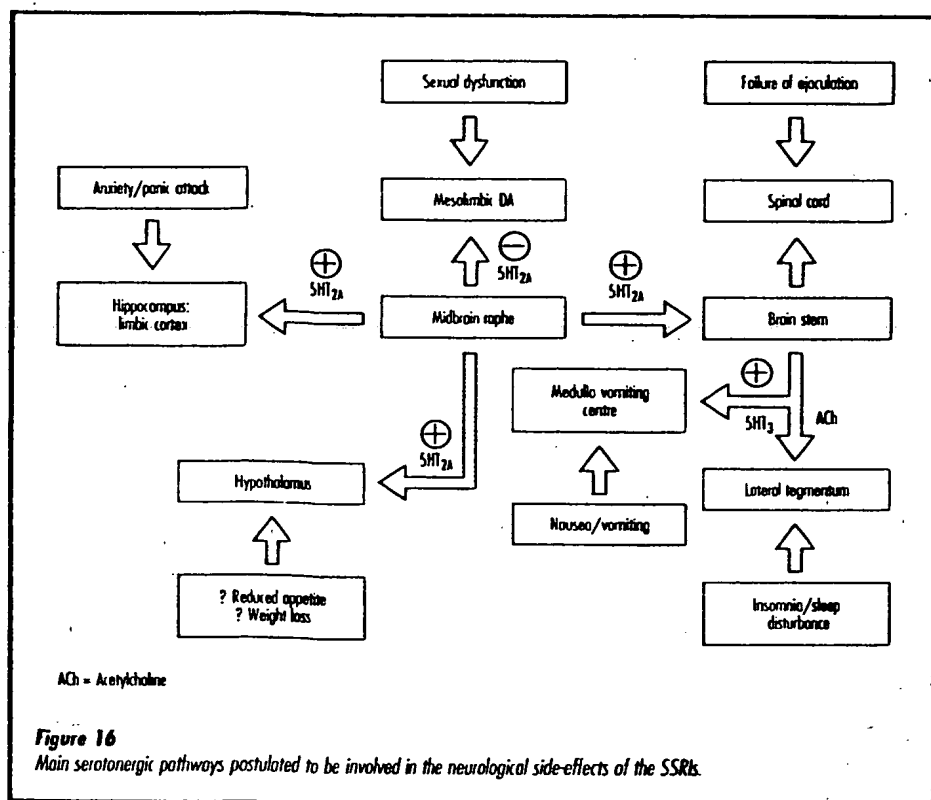 Sexual dysfunction
Failure of ejaculation
Anxiety/panic attack
Mesolimbic DA
Spinal cord
⊖
5HT2A
⊕
5HT2A
⊕
5HT2A
Hippocampus:
limbic cortex
Midbrain raphe
Brain stem
Medulla vomiting
centre
⊕
5HT3
ACh
⊕
5HT2A
Hypothalamus
Lateral tegmentum
Nausea/vomiting
? Reduced appetite
? Weight loss
Insomnia/sleep
disturbance
ACh = Acetylcholine
Figure 16
Main serotonergic pathways postulated to be involved in the neurological side-effects of the SSRIs.